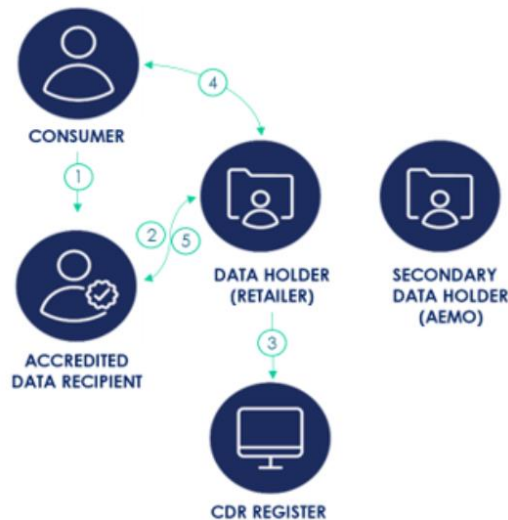 4
CONSUMER
1
2
5
DATA HOLDER
(RETAILER)
SECONDARY
DATA HOLDER
(AEMO)
ACCREDITED
DATA RECIPIENT
3
CDR REGISTER